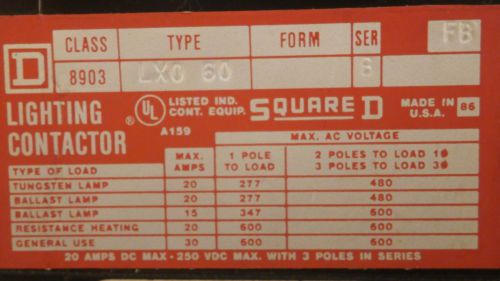 CLASS TYPE FORM SER FB
D 8903 LXO 60 B
LIGHTING CONTACTOR
UL LISTED IND. CONT. EQUIP. SQUARE D MADE IN U.S.A. 86
A159
MAX. AC VOLTAGE
TYPE OF LOAD MAX. AMPS 1 POLE TO LOAD 2 POLES TO LOAD 1Ø
3 POLES TO LOAD 3Ø
TUNGSTEN LAMP 20 277 480
BALLAST LAMP 20 277 480
BALLAST LAMP 15 347 600
RESISTANCE HEATING 20 600 600
GENERAL USE 30 600 600
20 AMPS DC MAX-250 VDC MAX. WITH 3 POLES IN SERIES